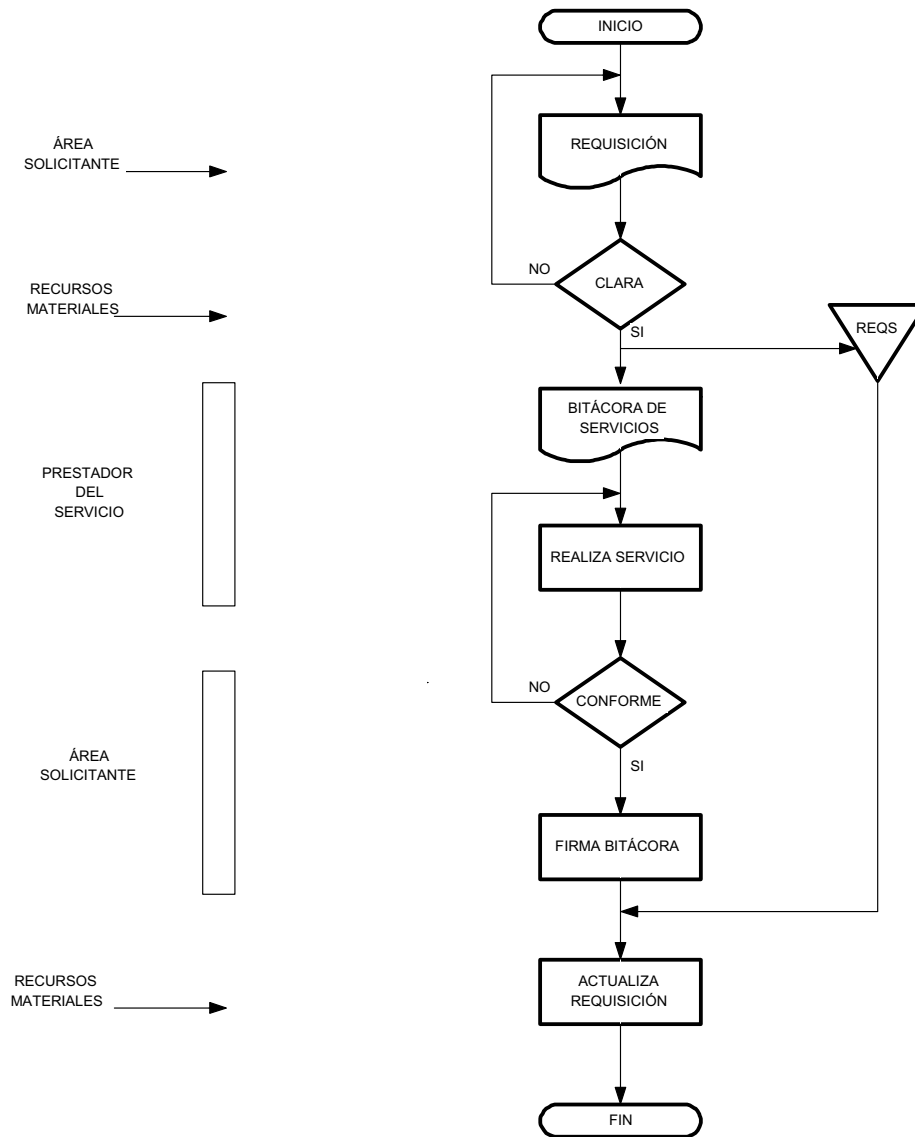 INICIO
ÁREA
SOLICITANTE
REQUISICIÓN
RECURSOS
MATERIALES
NO
CLARA
SI
REQS
BITÁCORA DE
SERVICIOS
PRESTADOR
DEL
SERVICIO
REALIZA SERVICIO
NO
CONFORME
SI
ÁREA
SOLICITANTE
FIRMA BITÁCORA
RECURSOS
MATERIALES
ACTUALIZA
REQUISICIÓN
FIN